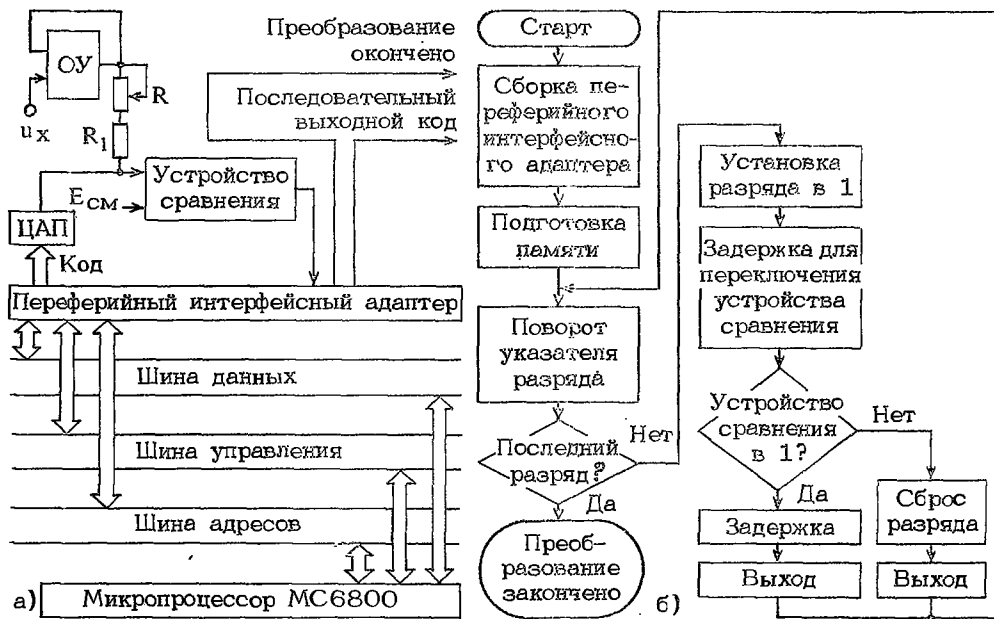 ОУ
R
u x
R1
Преобразование
окончено
Последовательный
выходной код
Устройство
сравнения
Eсм
ЦАП
Код
Переферийный интерфейсный адаптер
Шина данных
Шина управления
Шина адресов
а)
Микропроцессор МС6800
Старт
Сборка пе-
реферийного
интерфейсно-
го адаптера
Подготовка
памяти
Поворот
указателя
разряда
Последний
разряд?
Нет
Да
Преоб-
разование
закончено
Установка
разряда в 1
Задержка для
переключения
устройства
сравнения
Устройство
сравнения
в 1?
Нет
Да
Задержка
Выход
Сброс
разряда
Выход
б)